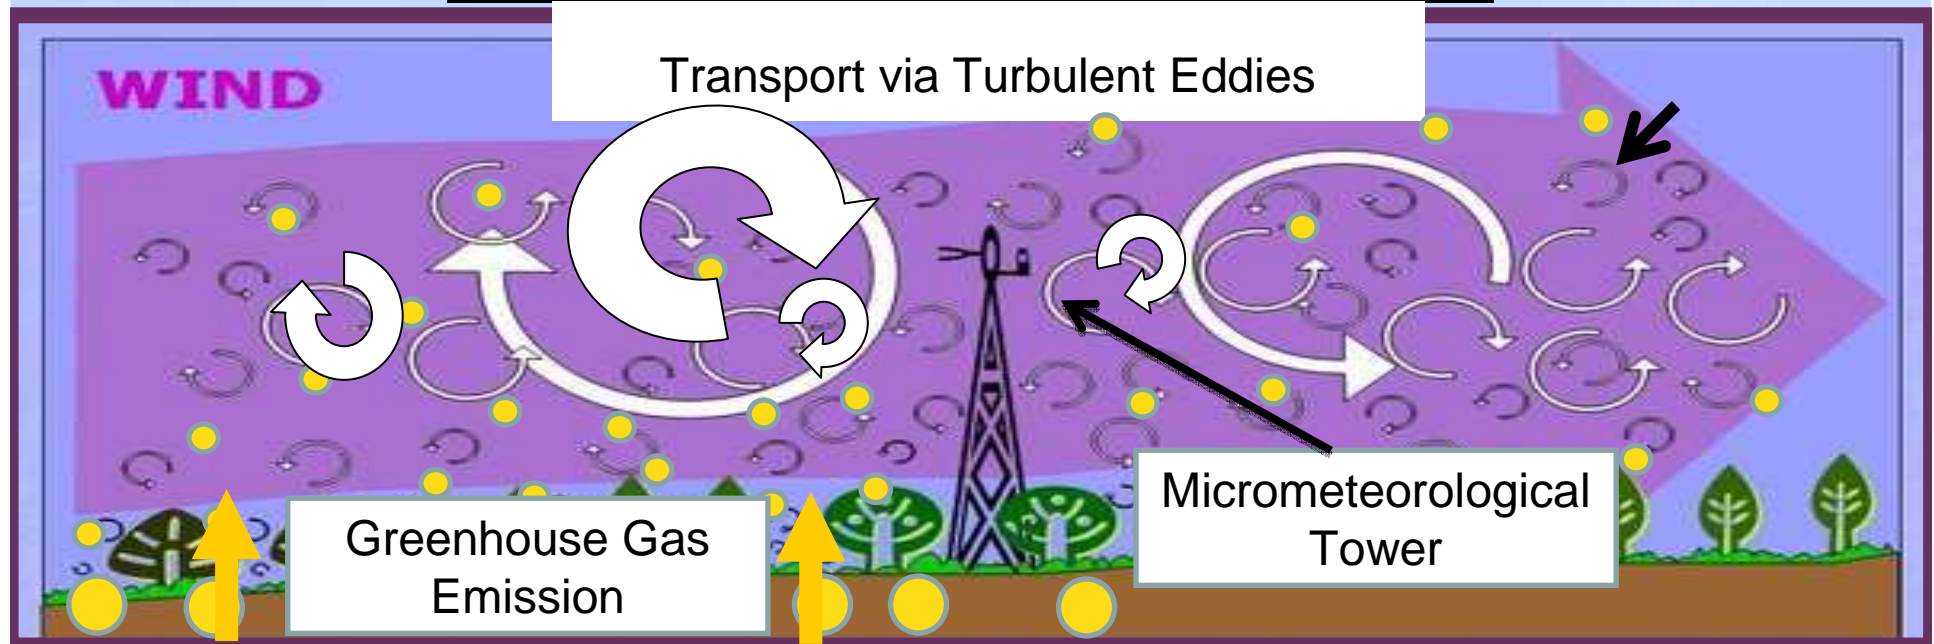 Transport via Turbulent Eddies
WIND
Greenhouse Gas
Emission
Micrometeorological
Tower